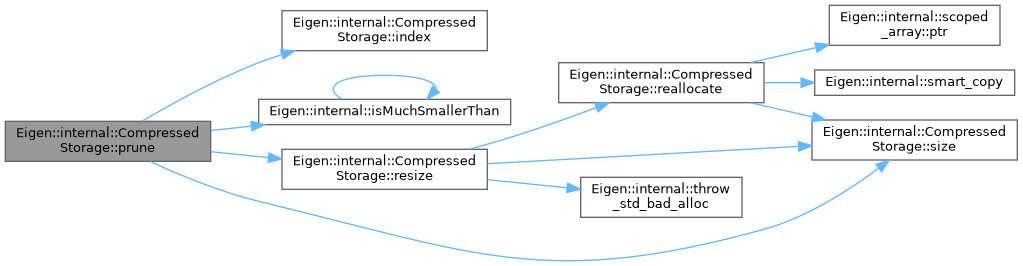 Eigen::internal::Compressed
Storage::prune
Eigen::internal::Compressed
Storage::index
Eigen::internal::isMuchSmallerThan
Eigen::internal::Compressed
Storage::resize
Eigen::internal::Compressed
Storage::reallocate
Eigen::internal::throw
_std_bad_alloc
Eigen::internal::scoped
_array::ptr
Eigen::internal::smart_copy
Eigen::internal::Compressed
Storage::size